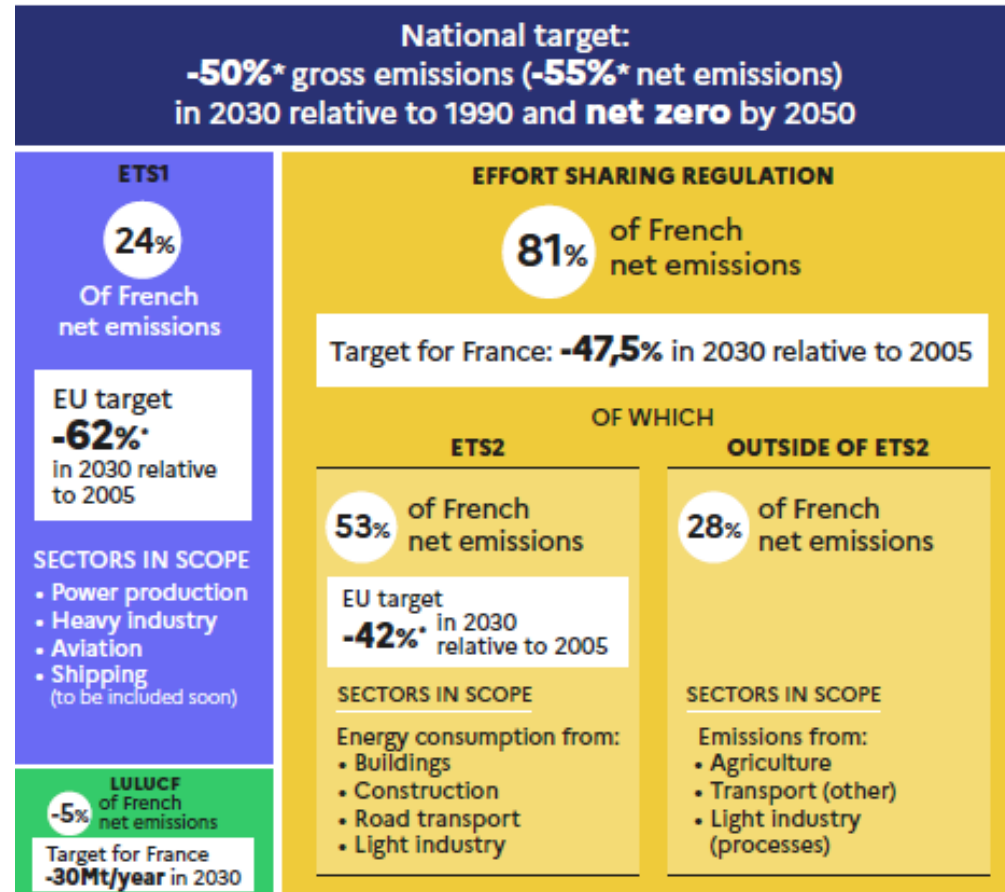 National target:
-50%* gross emissions (-55%* net emissions)
in 2030 relative to 1990 and net zero by 2050
ETS1
24%
Of French
net emissions
EU target
-62%*
in 2030 relative
to 2005
SECTORS IN SCOPE
• Power production
• Heavy industry
• Aviation
• Shipping
(to be included soon)
LULUCF
-5%
of French
net emissions
Target for France
-30Mt/year in 2030
EFFORT SHARING REGULATION
81%
of French
net emissions
Target for France: -47,5% in 2030 relative to 2005
OF WHICH
ETS2
53%
of French
net emissions
EU target
-42%*
in 2030
relative to 2005
SECTORS IN SCOPE
Energy consumption from:
• Buildings
• Construction
• Road transport
• Light industry
OUTSIDE OF ETS2
28%
of French
net emissions
SECTORS IN SCOPE
Emissions from:
• Agriculture
• Transport (other)
• Light industry
(processes)